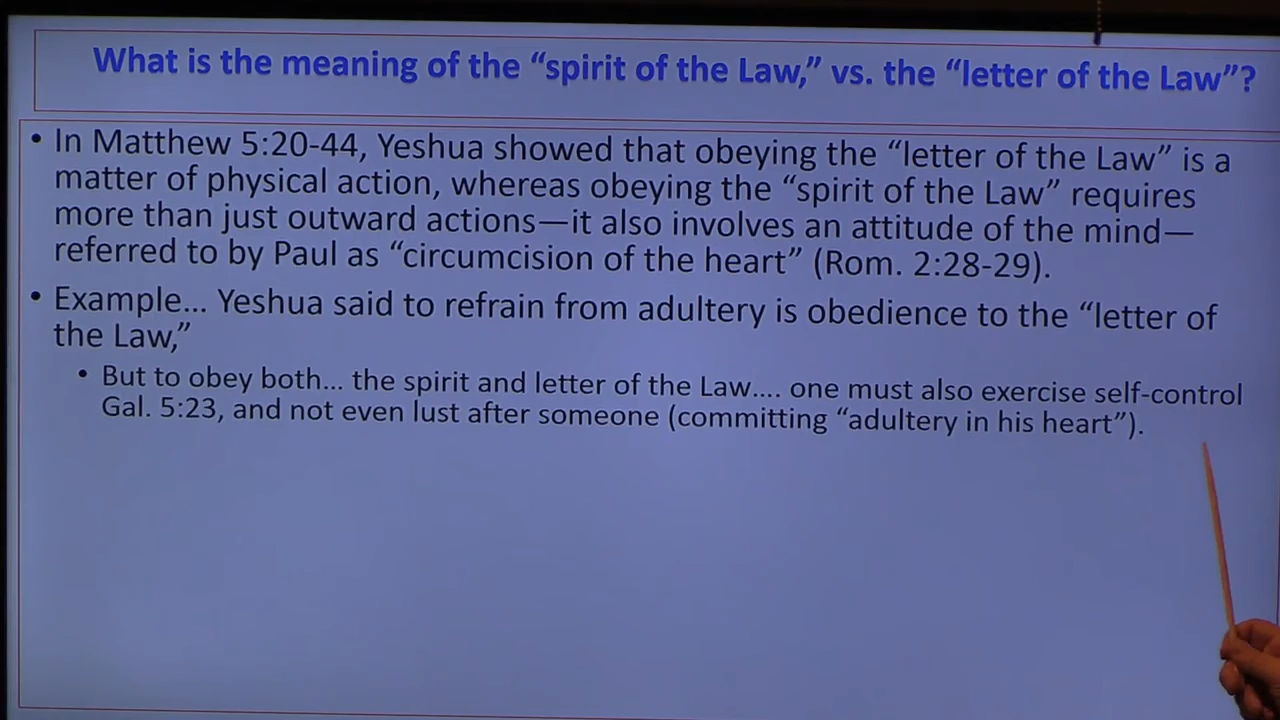 What is the meaning of the “spirit of the Law,” vs. the “letter of the Law”?
• In Matthew 5:20-44, Yeshua showed that obeying the “letter of the Law” is a
matter of physical action, whereas obeying the “spirit of the Law” requires
more than just outward actions—it also involves an attitude of the mind—
referred to by Paul as “circumcision of the heart” (Rom. 2:28-29).
• Example... Yeshua said to refrain from adultery is obedience to the “letter of
the Law,”
• But to obey both... the spirit and letter of the Law.... one must also exercise self-control
Gal. 5:23, and not even lust after someone (committing “adultery in his heart”).